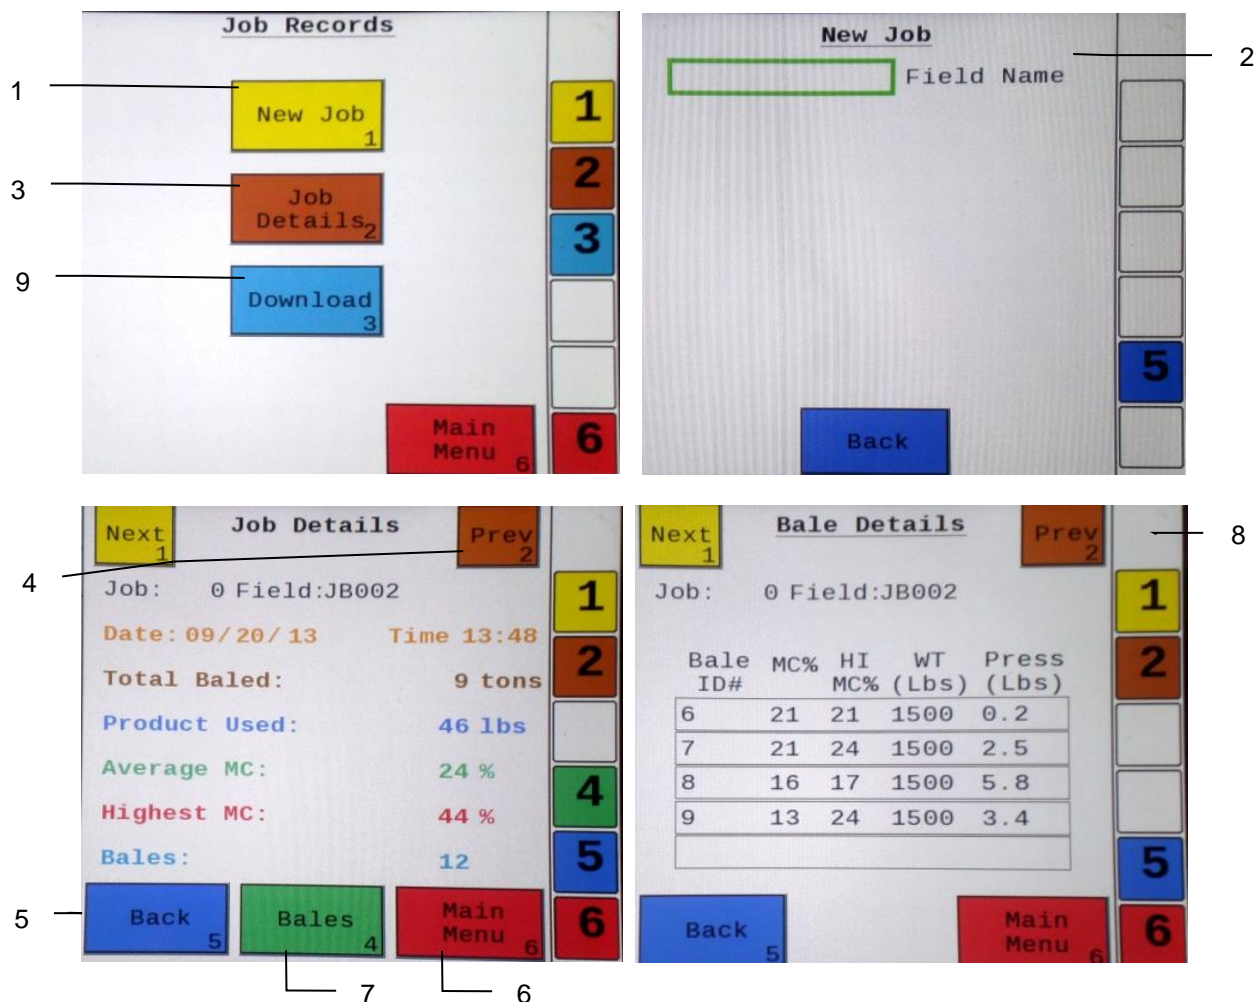 Job Records
1
New Job
1
1
3
Job
Details
2
2
9
Download
3
3
Main
Menu
6
6
New Job
2
Field Name
5
Back
Next
1
Job Details
Prev
2
4
Job: 0 Field:JB002
1
Date: 09/20/13 Time 13:48
2
Total Baled: 9 tons
Product Used: 46 lbs
Average MC: 24 %
4
Highest MC: 44 %
Bales: 12
5
5
Back
5
Bales
4
Main
Menu
6
6
7
6
Next
1
Bale Details
Prev
2
8
Job: 0 Field:JB002
1
2
Bale MC% HI WT Press
ID# MC% (Lbs) (Lbs)
6 21 21 1500 0.2
7 21 24 1500 2.5
8 16 17 1500 5.8
9 13 24 1500 3.4
5
Back
5
Main
Menu
6
6